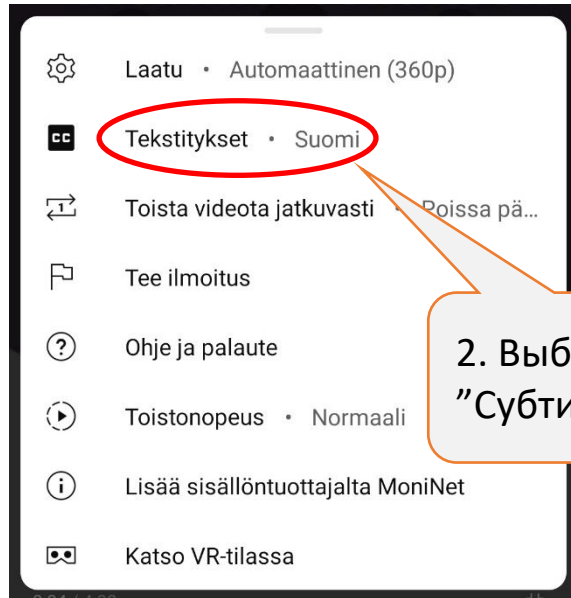 Laatu • Automaattinen (360p)
CC
Tekstitykset • Suomi
Toista videota jatkuvasti • Poissa pä...
Tee ilmoitus
Ohje ja palaute
2. Выб
”Субти
Toistonopeus • Normaali
Lisää sisällöntuottajalta MoniNet
Katso VR-tilassa